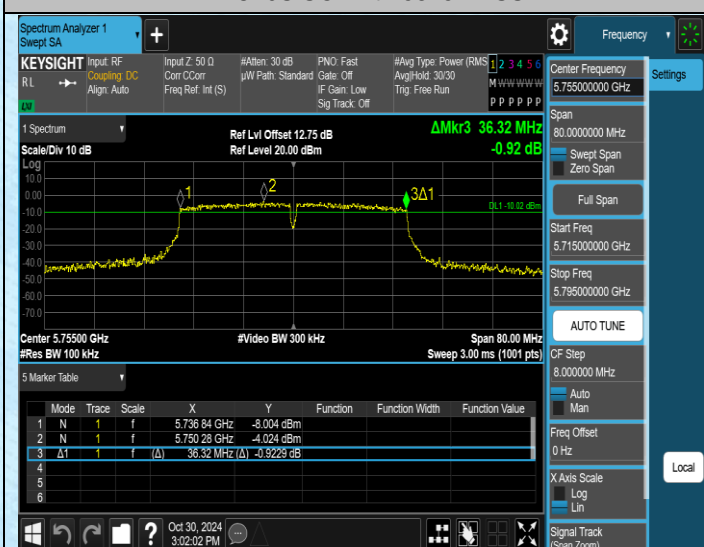 Spectrum Analyzer 1
Swept SA
Frequency
KEYSIGHT
Input: RF
Input Z: 50 Ω
#Atten: 30 dB
PNO: Fast
#Avg Type: Power (RMS
1 2 3 4 5 6
RL
Coupling: DC
Corr CCorr
µW Path: Standard
Gate: Off
Avg|Hold: 30/30
M W W W W W
Align: Auto
Freq Ref: Int (S)
IF Gain: Low
Trig: Free Run
Sig Track: Off
P P P P P P
Center Frequency
5.755000000 GHz
Settings
Span
80.0000000 MHz
Swept Span
Zero Span
Full Span
Start Freq
5.715000000 GHz
Stop Freq
5.795000000 GHz
AUTO TUNE
CF Step
8.000000 MHz
Auto
Man
Freq Offset
0 Hz
X Axis Scale
Log
Lin
Signal Track
(Span Zoom)
Local
1 Spectrum
Ref Lvl Offset 12.75 dB
ΔMkr3 36.32 MHz
Scale/Div 10 dB
Ref Level 20.00 dBm
-0.92 dB
Log
10.0
0.00
-10.0
-20.0
-30.0
-40.0
-50.0
-60.0
-70.0
1
2
3Δ1
DL1 -10.02 dBm
Center 5.75500 GHz
#Video BW 300 kHz
Span 80.00 MHz
#Res BW 100 kHz
Sweep 3.00 ms (1001 pts)
5 Marker Table
Mode Trace Scale X Y Function Function Width Function Value
1 N 1 f 5.736 84 GHz -8.004 dBm
2 N 1 f 5.750 28 GHz -4.024 dBm
3 Δ1 1 f (Δ) 36.32 MHz (Δ) -0.9229 dB
4
5
6
?
Oct 30, 2024
3:02:02 PM